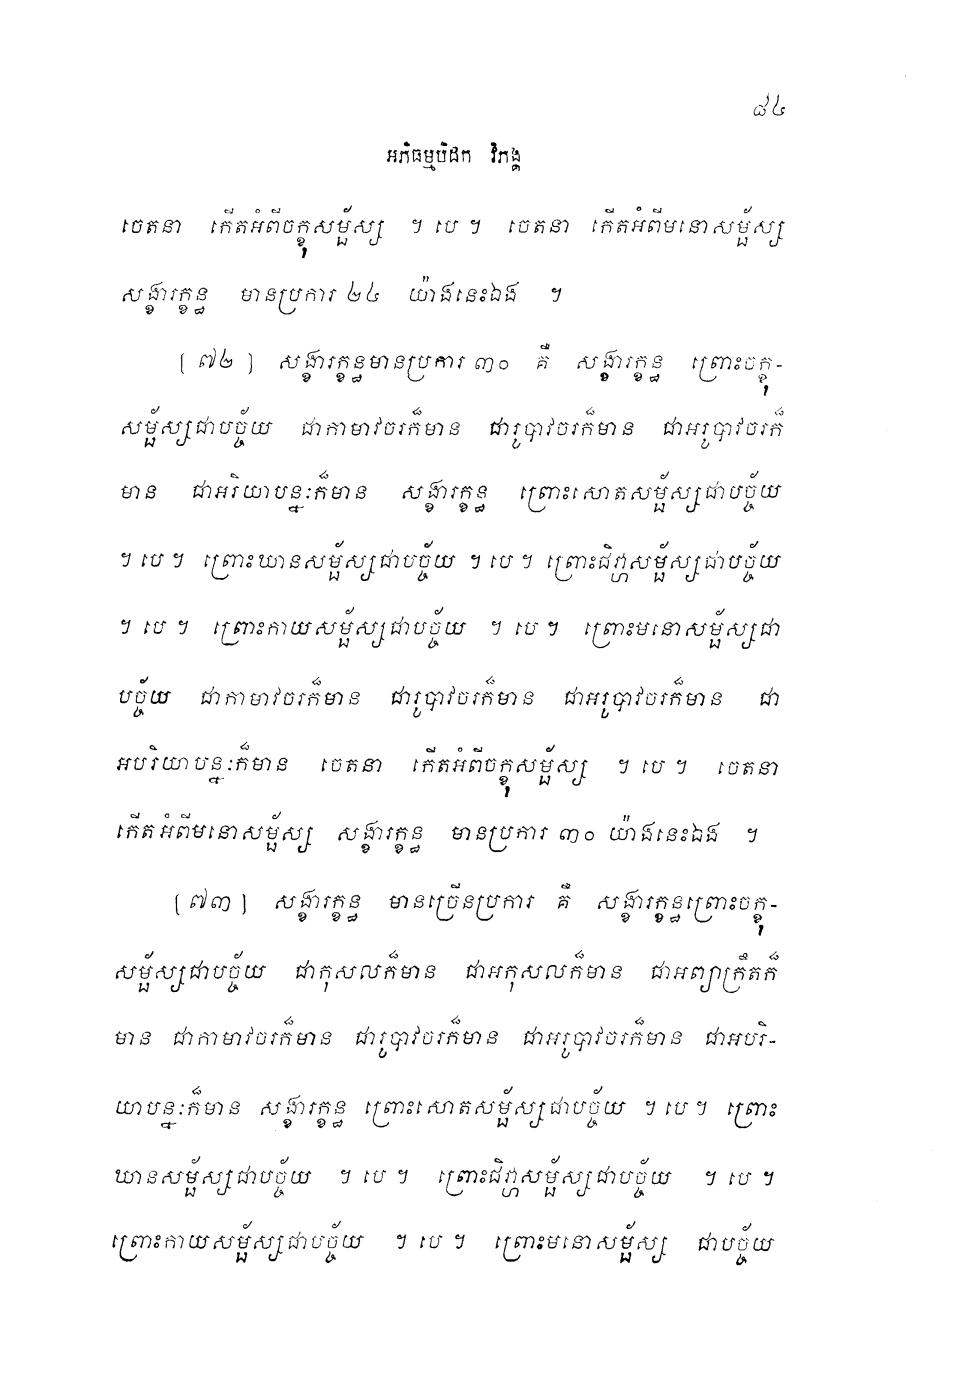 ៨៤
អភិធម្មបិដក វិភង្គ
ចេតនា កើតអំពីចក្ខុសម្ផ័ស្ស ។ បេ ។ ចេតនា កើតអំពីមនោសម្ផ័ស្ស
សង្ខារក្ខន្ធ មានប្រការ ២៤ យ៉ាងនេះឯង ។
[ ៧២ ] សង្ខារក្ខន្ធមានប្រការ ៣០ គឺ សង្ខារក្ខន្ធ ព្រោះចក្ខុ-
សម្ផ័ស្សជាបច្ច័យ ជាកាមាវចរក៏មាន ជារូបាវចរក៏មាន ជាអរូបាវចរក៏
មាន ជាអរិយាបន្នៈក៏មាន សង្ខារក្ខន្ធ ព្រោះសោតសម្ផ័ស្សជាបច្ច័យ
។ បេ ។ ព្រោះឃានសម្ផ័ស្សជាបច្ច័យ ។ បេ ។ ព្រោះជិវ្ហាសម្ផ័ស្សជាបច្ច័យ
។ បេ ។ ព្រោះកាយសម្ផ័ស្សជាបច្ច័យ ។ បេ ។ ព្រោះមនោសម្ផ័ស្សជា
បច្ច័យ ជាកាមាវចរក៏មាន ជារូបាវចរក៏មាន ជាអរូបាវចរក៏មាន ជា
អបរិយាបន្នៈក៏មាន ចេតនា កើតអំពីចក្ខុសម្ផ័ស្ស ។ បេ ។ ចេតនា
កើតអំពីមនោសម្ផ័ស្ស សង្ខារក្ខន្ធ មានប្រការ ៣០ យ៉ាងនេះឯង ។
[ ៧៣ ] សង្ខារក្ខន្ធ មានច្រើនប្រការ គឺ សង្ខារក្ខន្ធព្រោះចក្ខុ-
សម្ផ័ស្សជាបច្ច័យ ជាកុសលក៏មាន ជាអកុសលក៏មាន ជាអព្យាក្រឹតក៏
មាន ជាកាមាវចរក៏មាន ជារូបាវចរក៏មាន ជាអរូបាវចរក៏មាន ជាអបរិ-
យាបន្នៈក៏មាន សង្ខារក្ខន្ធ ព្រោះសោតសម្ផ័ស្សជាបច្ច័យ ។ បេ ។ ព្រោះ
ឃានសម្ផ័ស្សជាបច្ច័យ ។ បេ ។ ព្រោះជិវ្ហាសម្ផ័ស្សជាបច្ច័យ ។ បេ ។
ព្រោះកាយសម្ផ័ស្សជាបច្ច័យ ។ បេ ។ ព្រោះមនោសម្ផ័ស្ស ជាបច្ច័យ